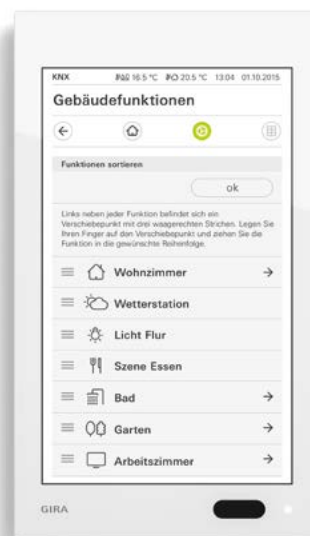 KNX 16.5 °C 20.5 °C 13:04 01.10.2015
Gebäudefunktionen
Funktionen sortieren
ok
Links neben jeder Funktion befindet sich ein
Verschiebepunkt mit drei waagerechten Strichen. Legen Sie
Ihren Finger auf den Verschiebepunkt und ziehen Sie die
Funktion in die gewünschte Reihenfolge.
Wohnzimmer
Wetterstation
Licht Flur
Szene Essen
Bad
Garten
Arbeitszimmer
GIRA